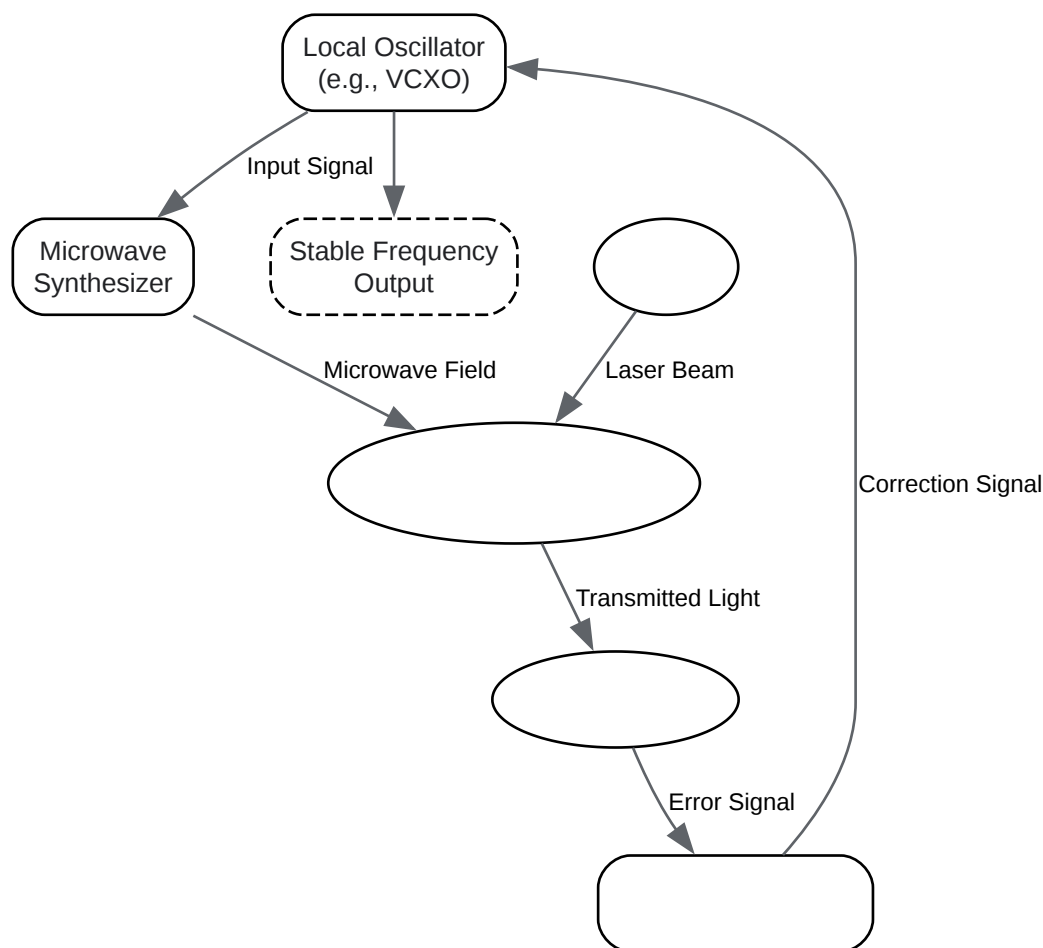 Local Oscillator
(e.g., VCXO)
Input Signal
Microwave
Synthesizer
Stable Frequency
Output
Microwave Field
Laser Beam
Correction Signal
Transmitted Light
Error Signal